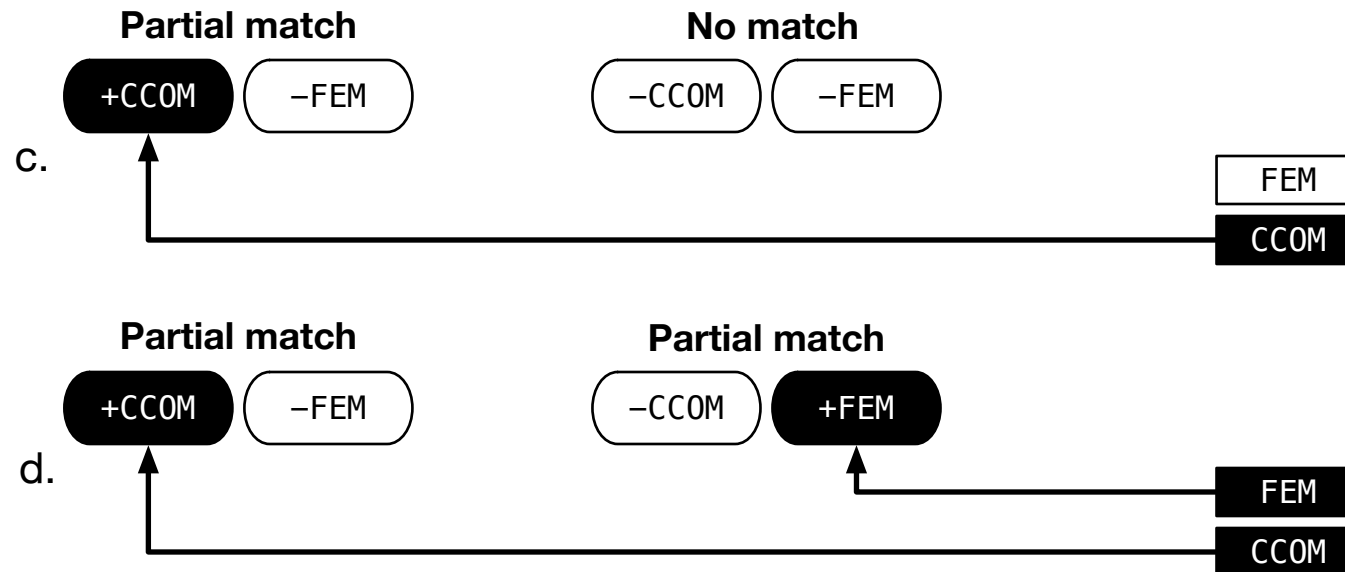 Partial match No match
+CCOM −FEM −CCOM −FEM
c.
FEM
CCOM
Partial match Partial match
+CCOM −FEM −CCOM +FEM
d.
FEM
CCOM